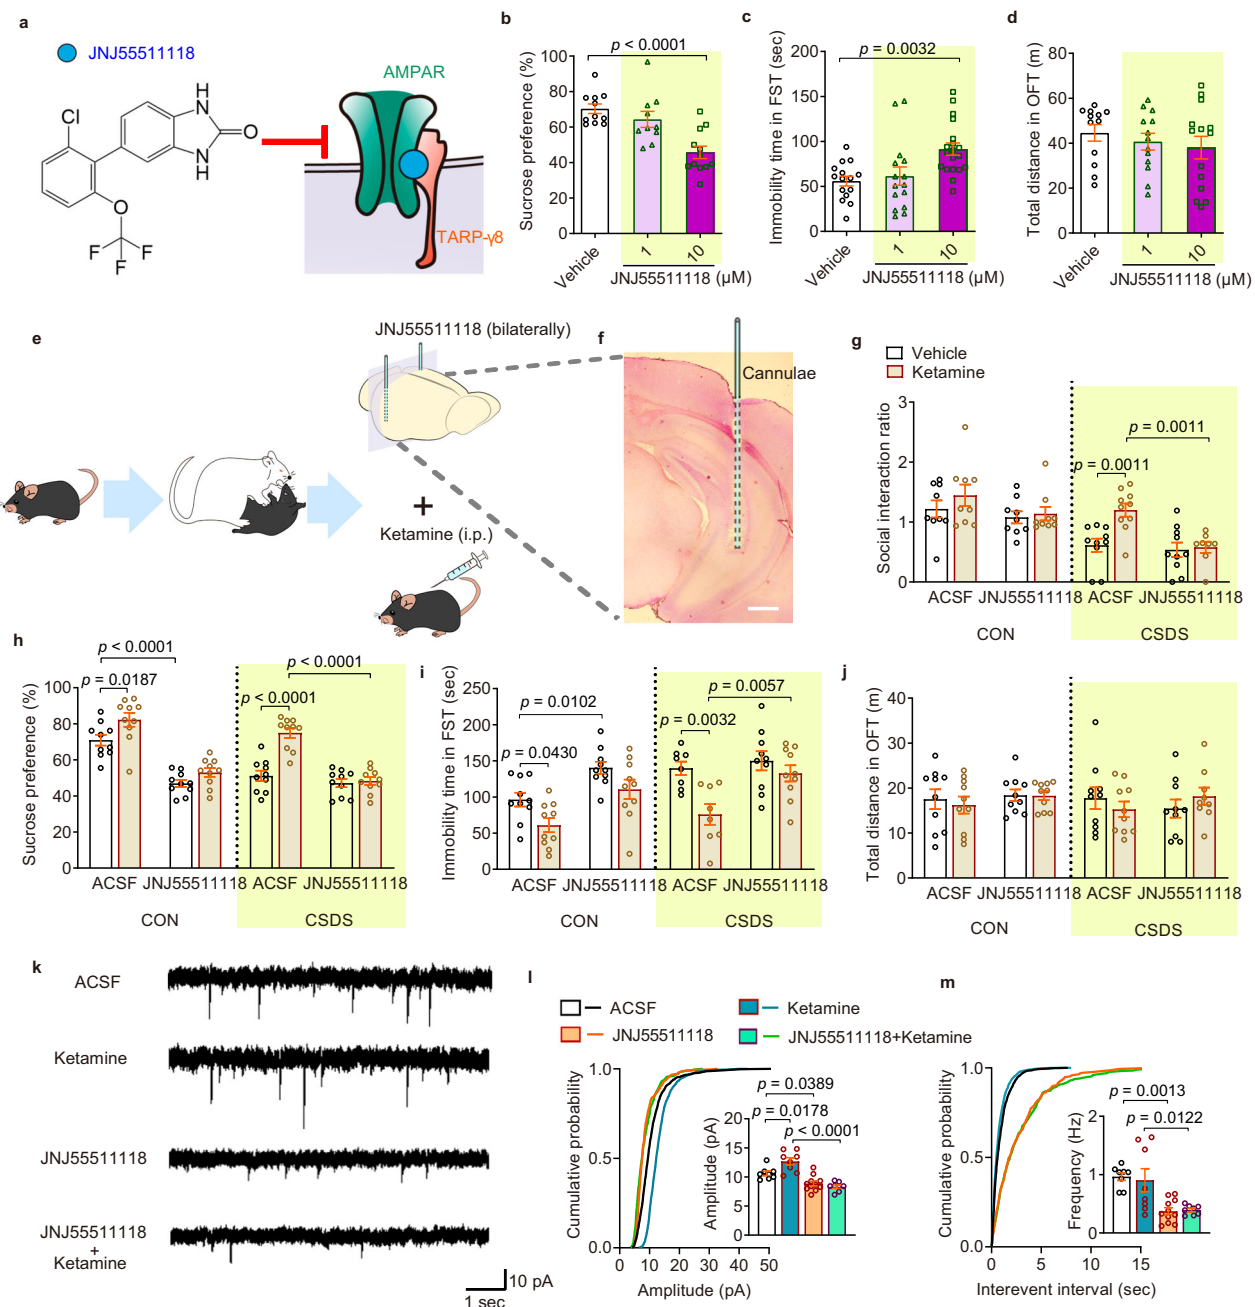 a
JNJ55511118
Cl
N
H
O
N
H
O
F
F
F
AMPAR
TARP-γ8
b
p < 0.0001
Sucrose preference (%)
100
80
60
40
20
0
Vehicle
1
10
JNJ55511118 (μM)
c
p = 0.0032
Immobility time in FST (sec)
200
150
100
50
0
Vehicle
1
10
JNJ55511118 (μM)
d
Total distance in OFT (m)
80
60
40
20
0
Vehicle
1
10
JNJ55511118 (μM)
e
JNJ55511118 (bilaterally)
+
Ketamine (i.p.)
f
Cannulae
g
Vehicle
Ketamine
Social interaction ratio
3
2
1
0
p = 0.0011
p = 0.0011
ACSF JNJ55511118 ACSF JNJ55511118
CON CSDS
h
p < 0.0001
p = 0.0187
p < 0.0001
p < 0.0001
Sucrose preference (%)
100
80
60
40
20
0
ACSF JNJ55511118 ACSF JNJ55511118
CON CSDS
i
p = 0.0102
p = 0.0430
p = 0.0057
p = 0.0032
Immobility time in FST (sec)
250
200
150
100
50
0
ACSF JNJ55511118 ACSF JNJ55511118
CON CSDS
j
Total distance in OFT (m)
40
30
20
10
0
ACSF JNJ55511118 ACSF JNJ55511118
CON CSDS
k
ACSF
Ketamine
JNJ55511118
JNJ55511118
+
Ketamine
10 pA
1 sec
l
ACSF
Ketamine
JNJ55511118
JNJ55511118+Ketamine
Cumulative probability
1.0
0.5
0.0
0 10 20 30 40 50
Amplitude (pA)
p = 0.0389
p = 0.0178
p < 0.0001
Amplitude (pA)
20
15
10
5
0
m
Cumulative probability
1.0
0.5
0.0
0 5 10 15
Interevent interval (sec)
p = 0.0013
p = 0.0122
Frequency (Hz)
2
1
0